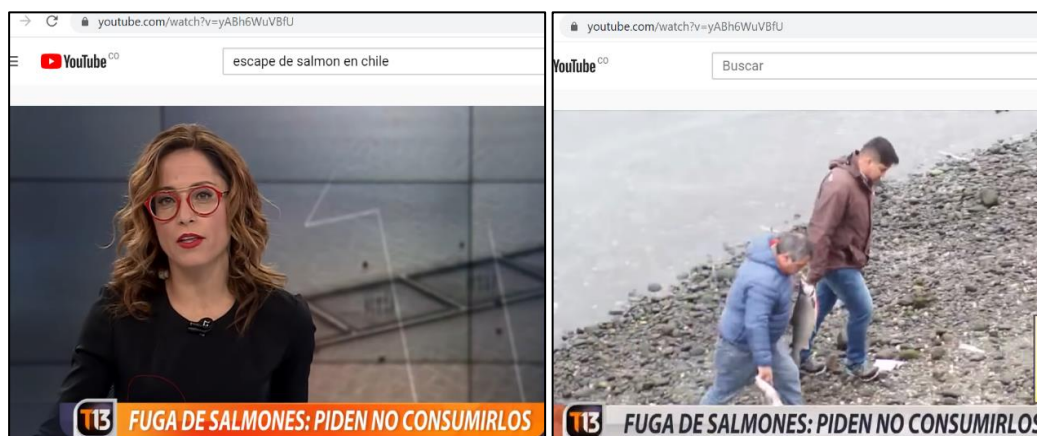 youtube.com/watch?v=yABh6WuVBfU
YouTube CO
escape de salmon en chile
T13 FUGA DE SALMONES: PIDEN NO CONSUMIRLOS
youtube.com/watch?v=yABh6WuVBfU
YouTube CO
Buscar
T13 FUGA DE SALMONES: PIDEN NO CONSUMIRLOS